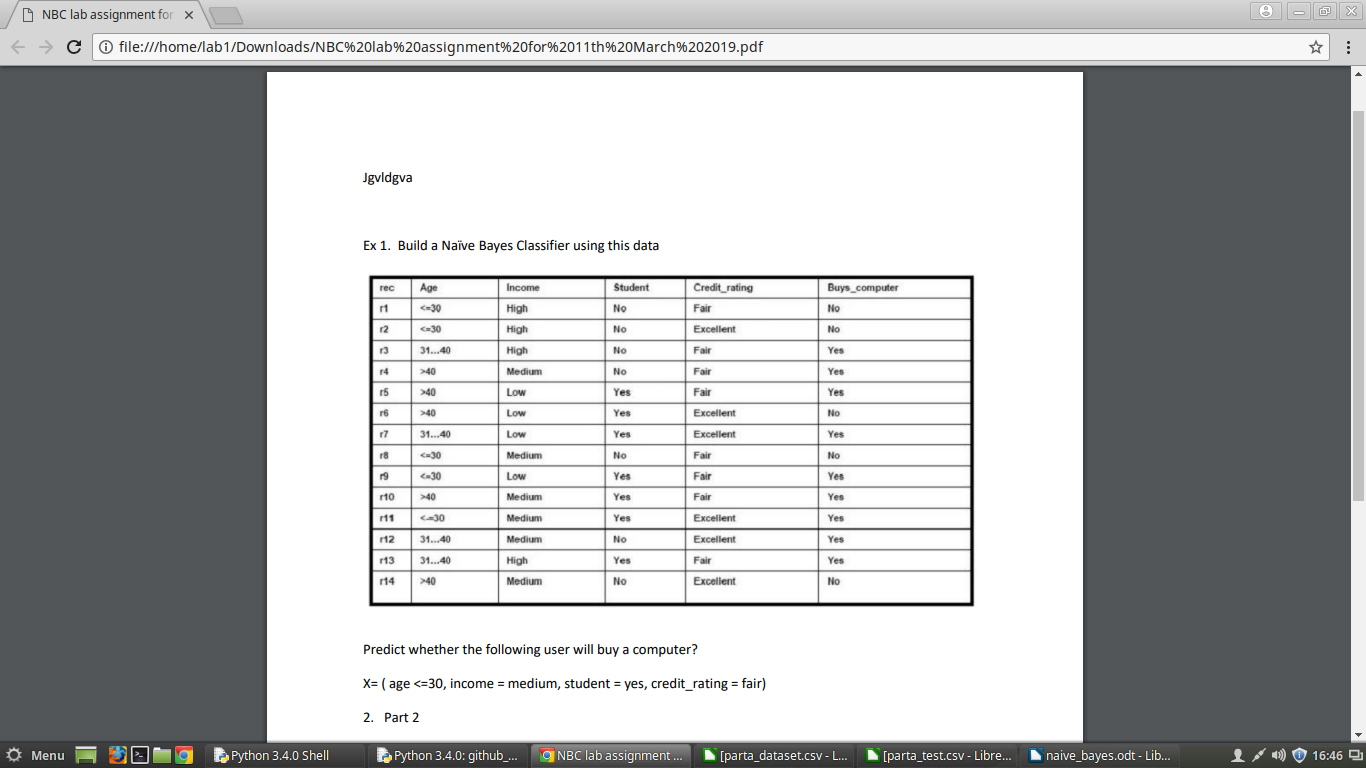 NBC lab assignment for
file:///home/lab1/Downloads/NBC%20lab%20assignment%20for%2011th%20March%202019.pdf
Jgvldgva
Ex 1. Build a Naïve Bayes Classifier using this data
rec Age Income Student Credit_rating Buys_computer
r1 <=30 High No Fair No
r2 <=30 High No Excellent No
r3 31...40 High No Fair Yes
r4 >40 Medium No Fair Yes
r5 >40 Low Yes Fair Yes
r6 >40 Low Yes Excellent No
r7 31...40 Low Yes Excellent Yes
r8 <=30 Medium No Fair No
r9 <=30 Low Yes Fair Yes
r10 >40 Medium Yes Fair Yes
r11 <-=30 Medium Yes Excellent Yes
r12 31...40 Medium No Excellent Yes
r13 31...40 High Yes Fair Yes
r14 >40 Medium No Excellent No
Predict whether the following user will buy a computer?
X= ( age <=30, income = medium, student = yes, credit_rating = fair)
2. Part 2
Menu Python 3.4.0 Shell Python 3.4.0: github_... NBC lab assignment ... [parta_dataset.csv - L... [parta_test.csv - Libre... naive_bayes.odt - Lib... 16:46